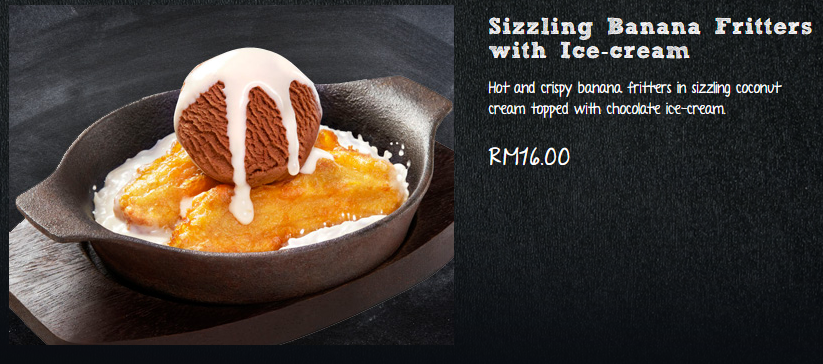 Sizzling Banana Fritters
with Ice-cream
Hot and crispy banana fritters in sizzling coconut
cream topped with chocolate ice-cream.
RM16.00